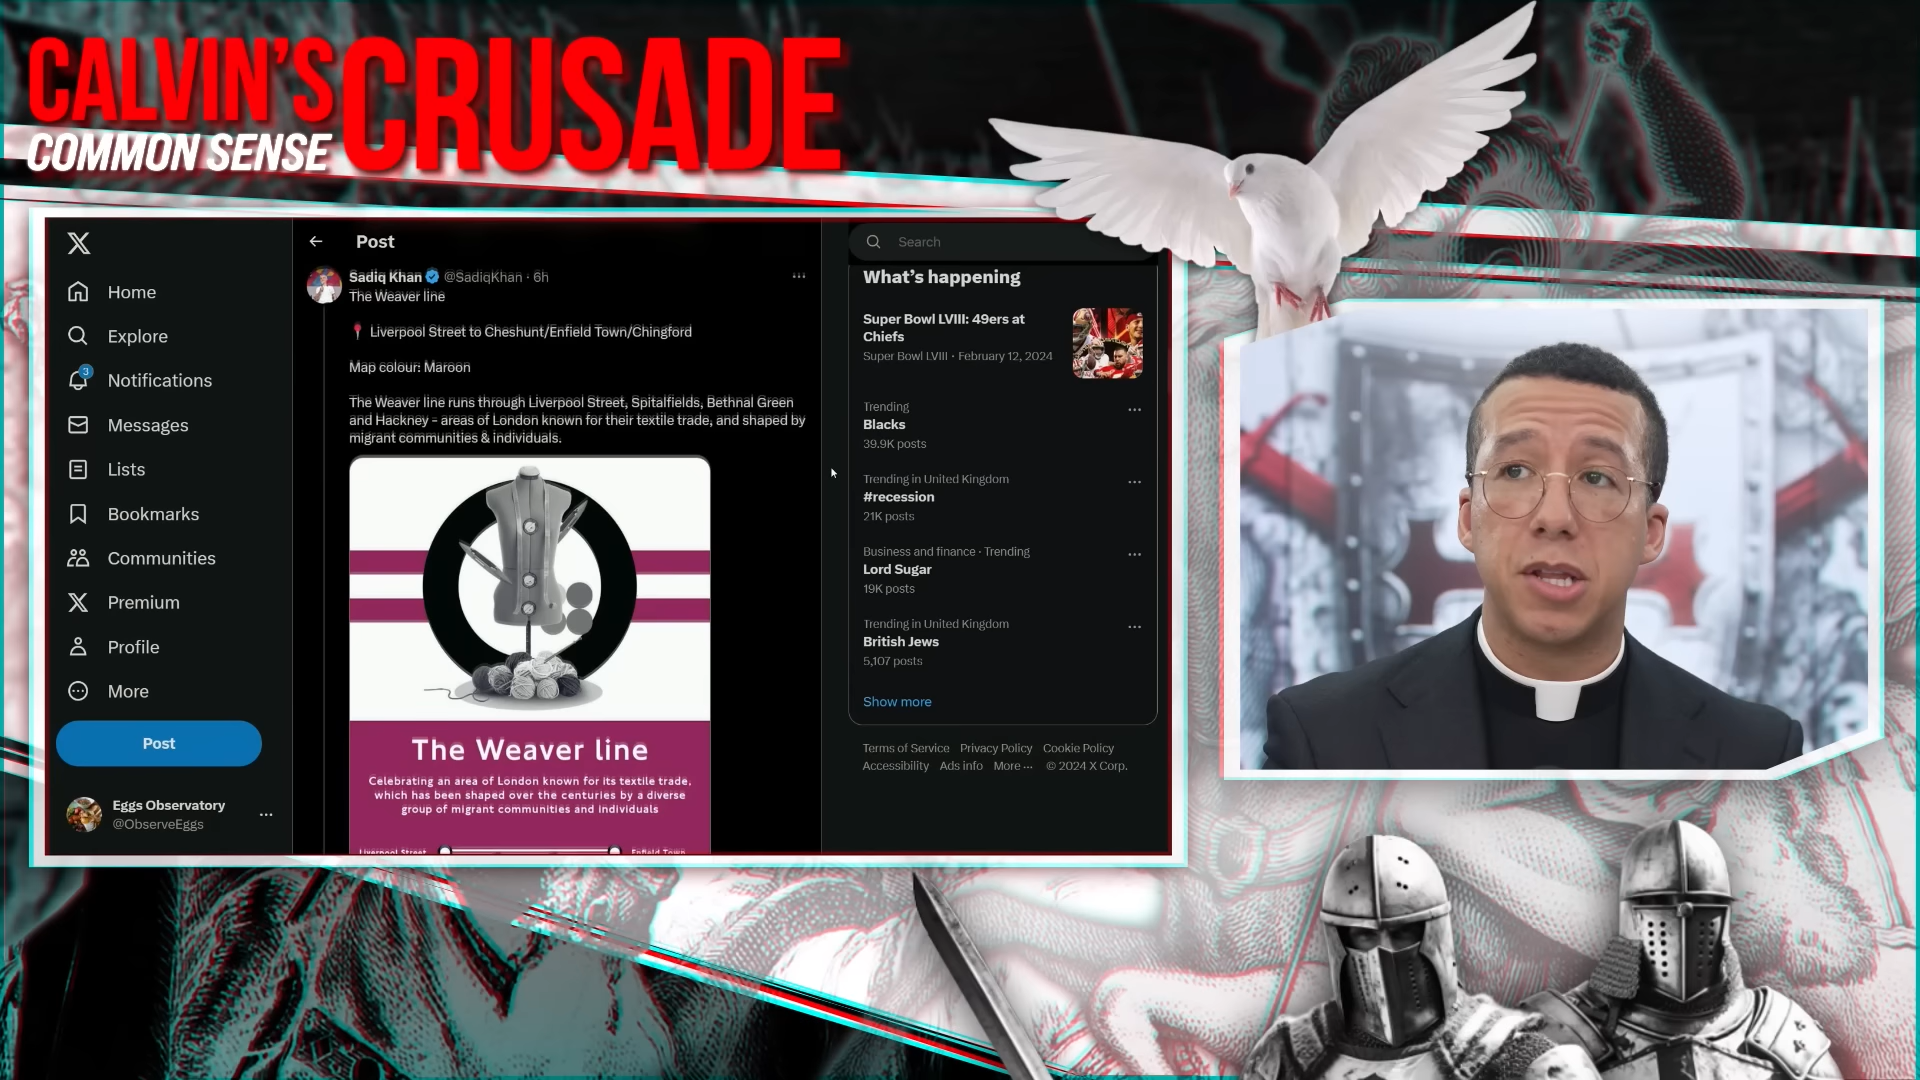 CALVIN'S
COMMON SENSE
CRUSADE
Home
Explore
3
Notifications
Messages
Lists
Bookmarks
Communities
Premium
Profile
More
Post
Eggs Observatory
@ObserveEggs
Post
Sadiq Khan @SadiqKhan · 6h
The Weaver line
Liverpool Street to Cheshunt/Enfield Town/Chingford
Map colour: Maroon
The Weaver line runs through Liverpool Street, Spitalfields, Bethnal Green
and Hackney – areas of London known for their textile trade, and shaped by
migrant communities & individuals.
The Weaver line
Celebrating an area of London known for its textile trade,
which has been shaped over the centuries by a diverse
group of migrant communities and individuals
Liverpool Street
Enfield Town
Search
What's happening
Super Bowl LVIII: 49ers at
Chiefs
Super Bowl LVIII · February 12, 2024
Trending
Blacks
39.9K posts
Trending in United Kingdom
#recession
21K posts
Business and finance · Trending
Lord Sugar
19K posts
Trending in United Kingdom
British Jews
5,107 posts
Show more
Terms of Service Privacy Policy Cookie Policy
Accessibility Ads info More ··· © 2024 X Corp.